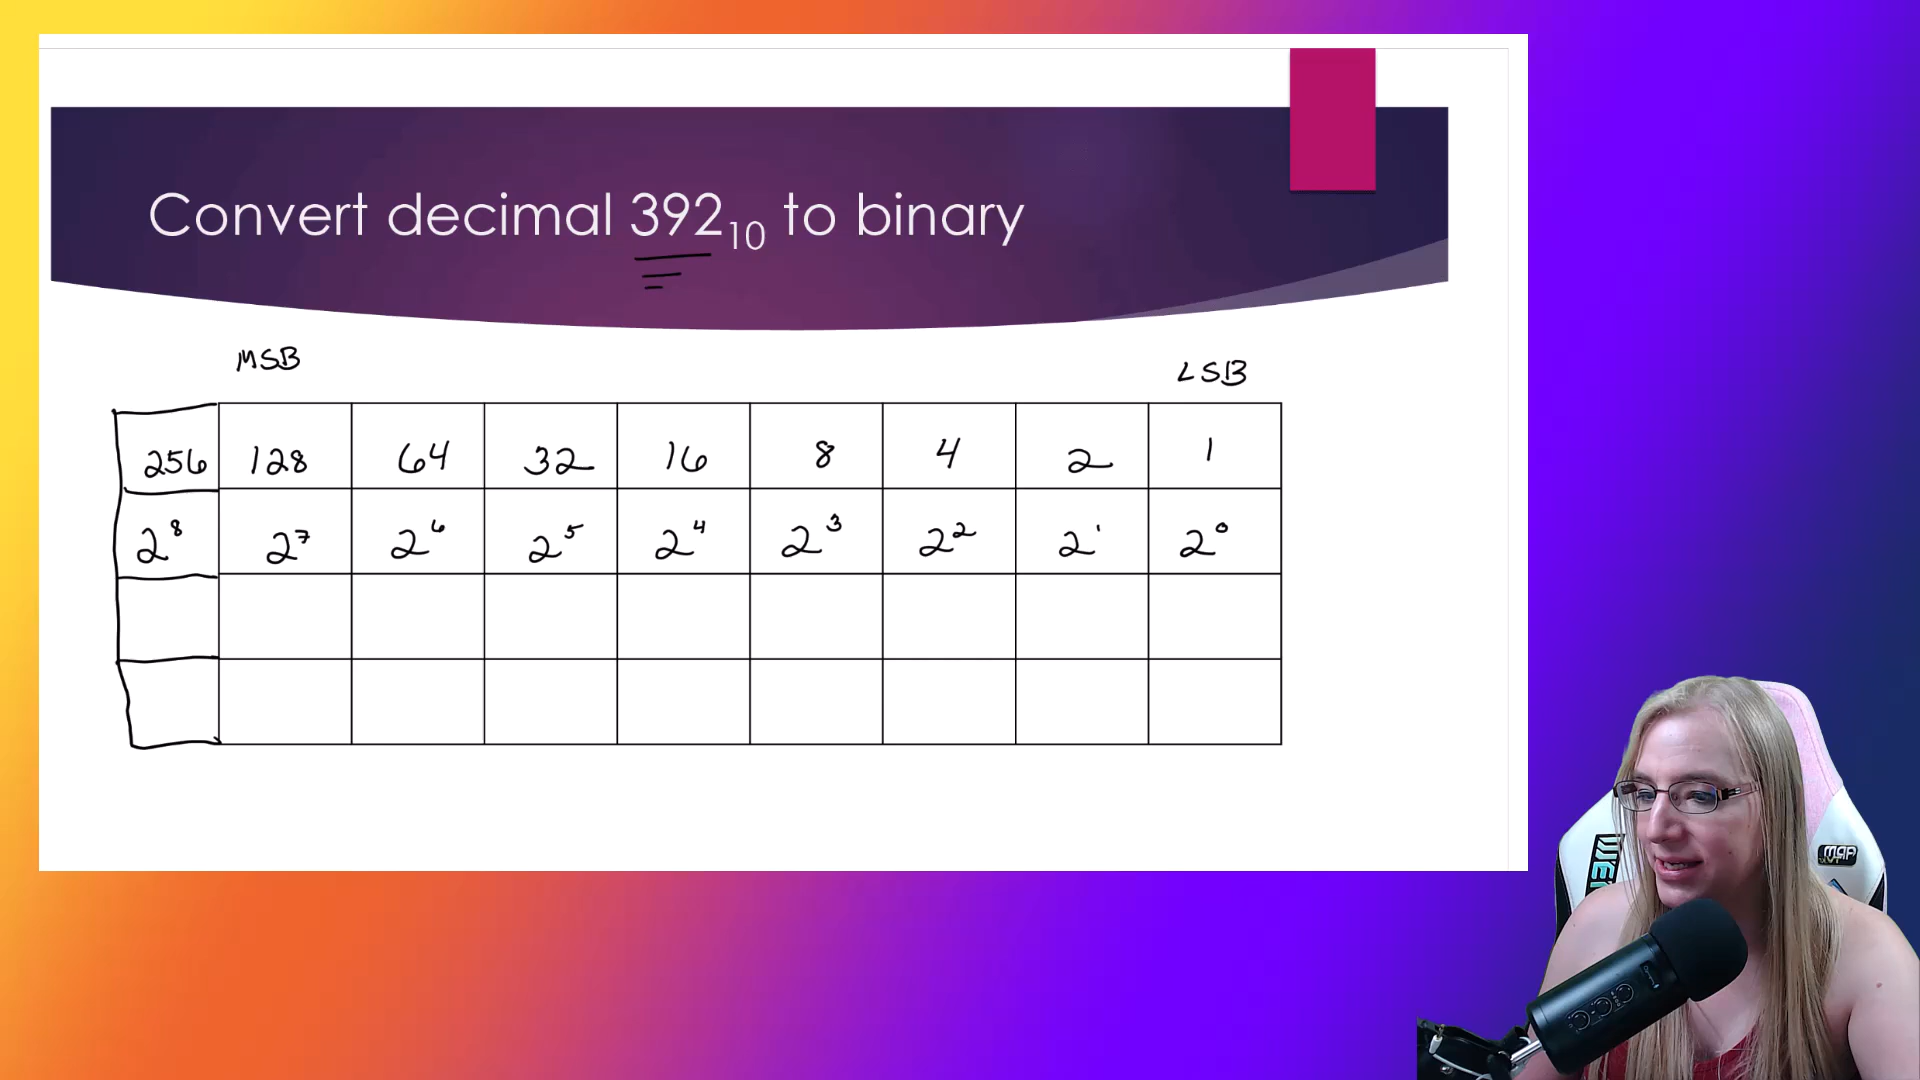 Convert decimal 392₁₀ to binary
MSB
LSB
256 128 64 32 16 8 4 2 1
2⁸ 2⁷ 2⁶ 2⁵ 2⁴ 2³ 2² 2¹ 2⁰